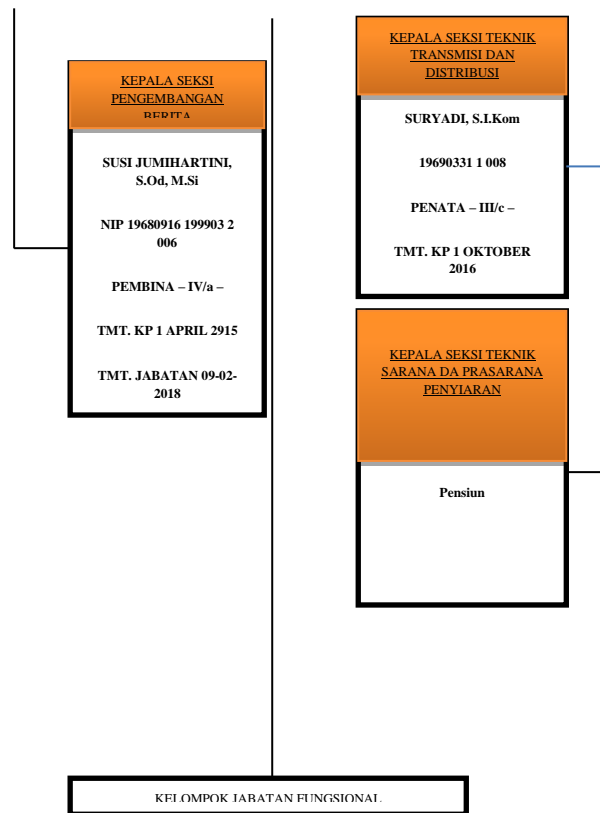 KEPALA SEKSI
PENGEMBANGAN
BERITA
SUSI JUMIHARTINI,
S.Od, M.Si
NIP 19680916 199903 2
006
PEMBINA – IV/a –
TMT. KP 1 APRIL 2915
TMT. JABATAN 09-02-
2018
KEPALA SEKSI TEKNIK
TRANSMISI DAN
DISTRIBUSI
SURYADI, S.I.Kom
19690331 1 008
PENATA – III/c –
TMT. KP 1 OKTOBER
2016
KEPALA SEKSI TEKNIK
SARANA DA PRASARANA
PENYIARAN
Pensiun
KELOMPOK JABATAN FUNGSIONAL